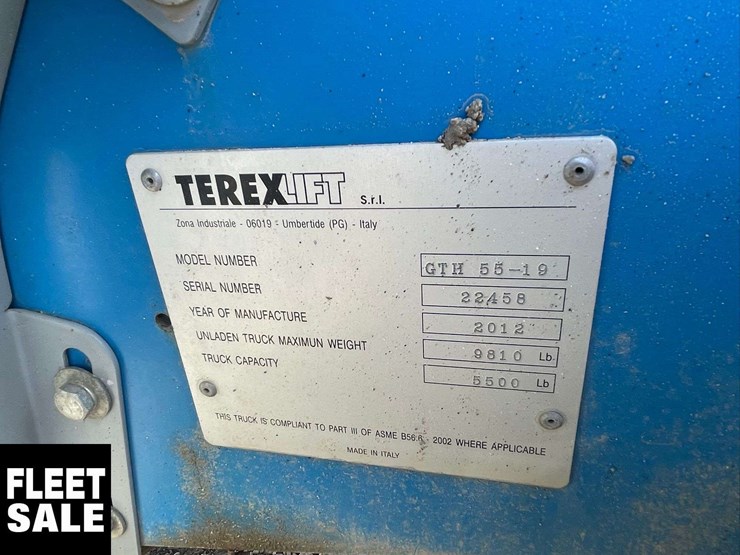 TEREXLIFT S.r.l.
Zona Industriale - 06019 - Umbertide (PG) - Italy
MODEL NUMBER GTH 55-19
SERIAL NUMBER 22458
YEAR OF MANUFACTURE 2012
UNLADEN TRUCK MAXIMUN WEIGHT 9810 Lb
TRUCK CAPACITY 5500 Lb
THIS TRUCK IS COMPLIANT TO PART III OF ASME B56.6 - 2002 WHERE APPLICABLE
MADE IN ITALY
FLEET
SALE